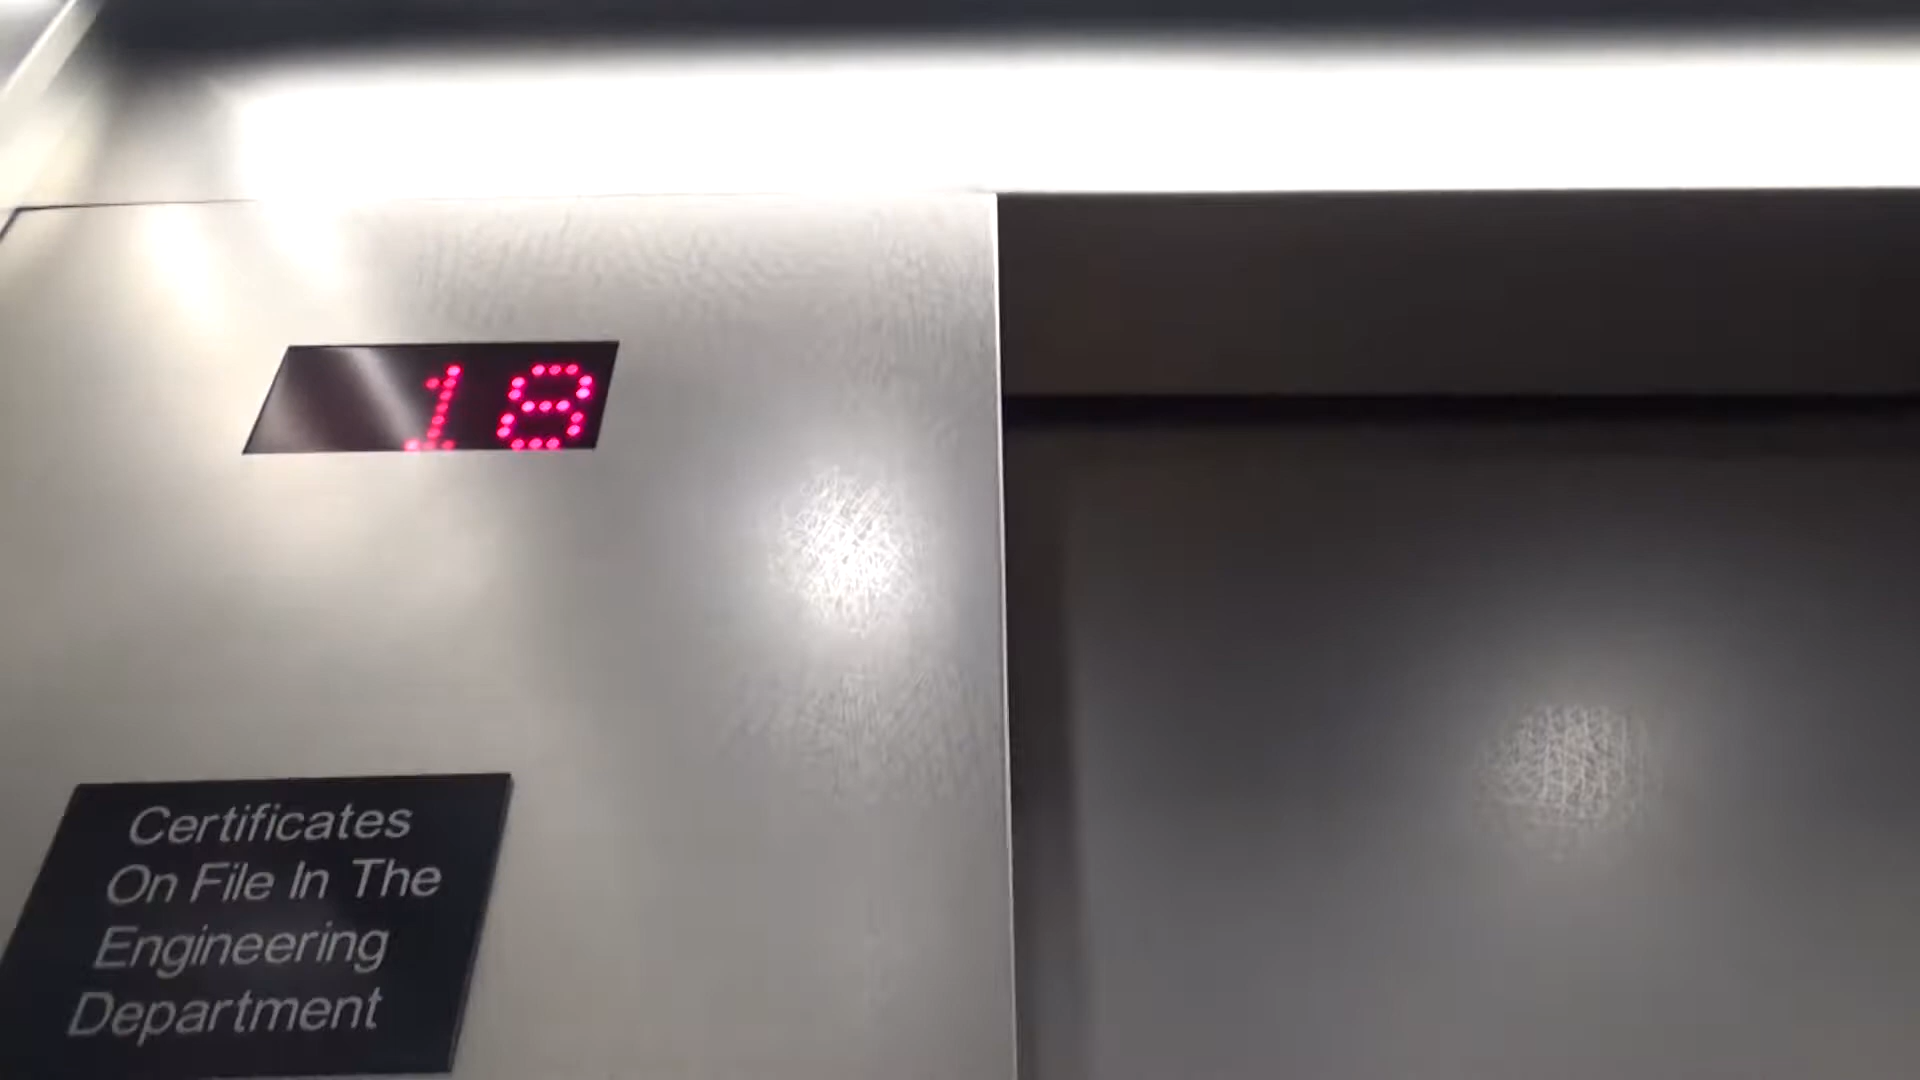 18
Certificates
On File In The
Engineering
Department